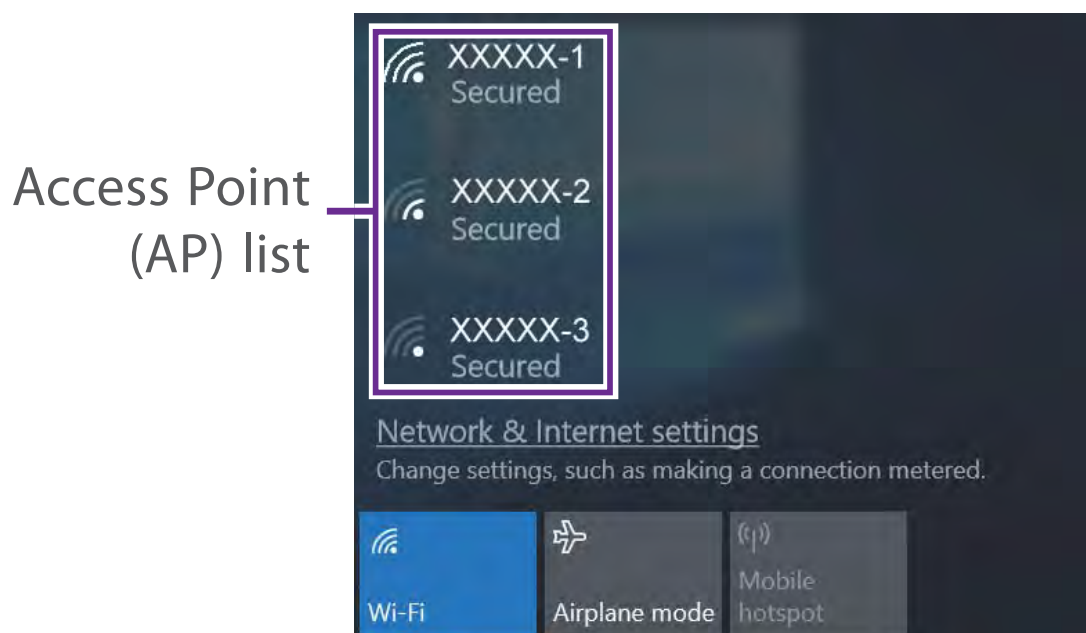 Access Point
(AP) list
XXXXX-1
Secured
XXXXX-2
Secured
XXXXX-3
Secured
Network & Internet settings
Change settings, such as making a connection metered.
Wi-Fi
Airplane mode
Mobile
hotspot